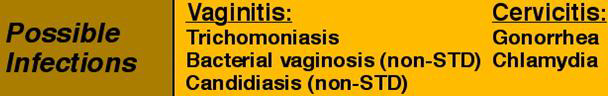 Possible
Infections
Vaginitis:
Trichomoniasis
Bacterial vaginosis (non-STD)
Candidiasis (non-STD)
Cervicitis:
Gonorrhea
Chlamydia